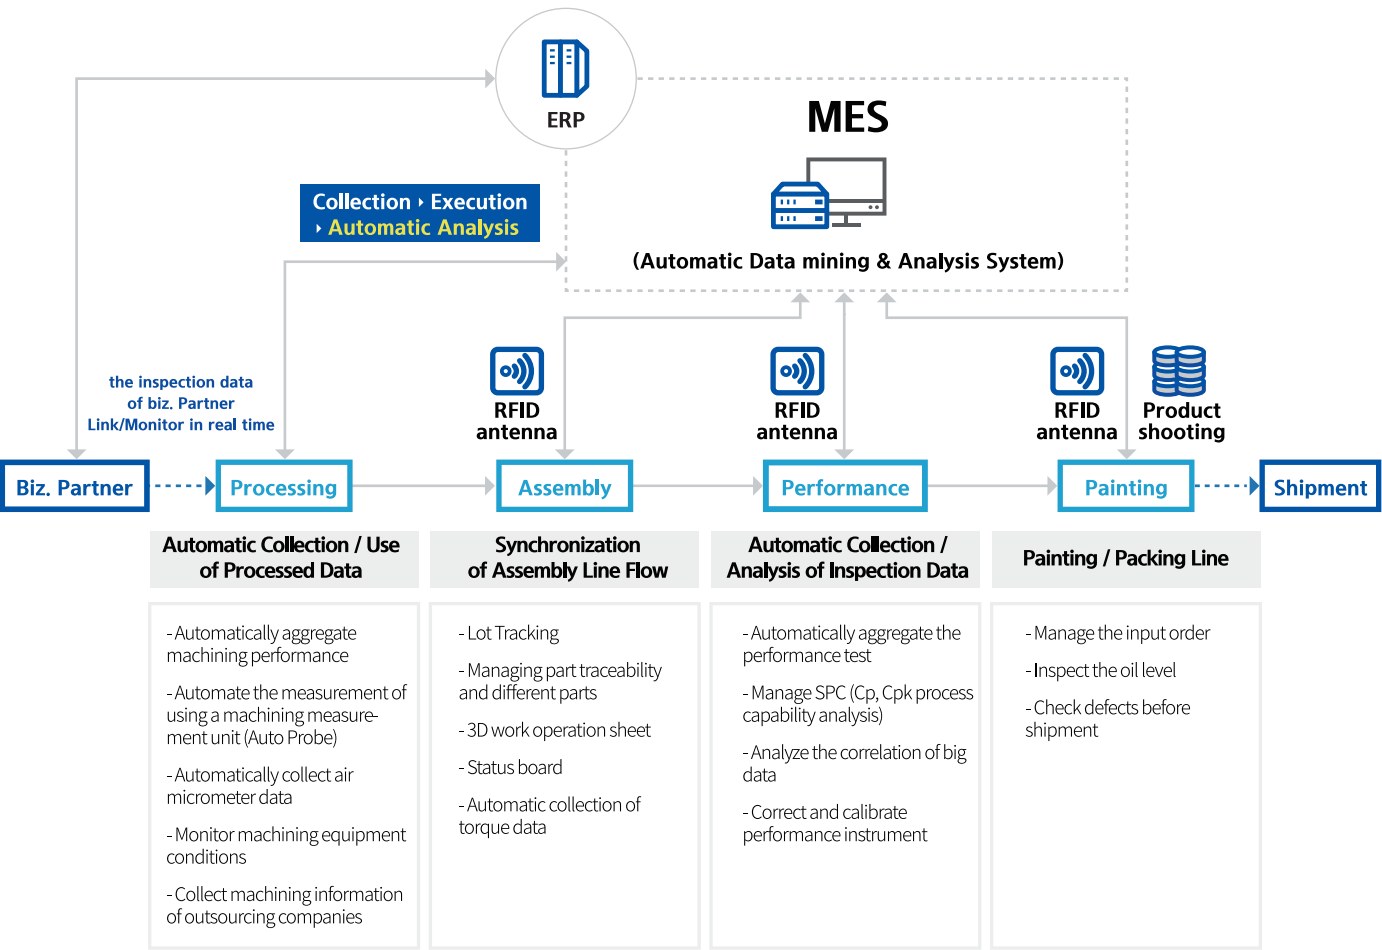 ERP
MES
(Automatic Data mining & Analysis System)
Collection ▸ Execution
▸ Automatic Analysis
the inspection data
of biz. Partner
Link/Monitor in real time
RFID
antenna
RFID
antenna
RFID
antenna
Product
shooting
Biz. Partner
Processing
Assembly
Performance
Painting
Shipment
Automatic Collection / Use
of Processed Data
- Automatically aggregate
machining performance
- Automate the measurement of
using a machining measure-
ment unit (Auto Probe)
- Automatically collect air
micrometer data
- Monitor machining equipment
conditions
- Collect machining information
of outsourcing companies
Synchronization
of Assembly Line Flow
- Lot Tracking
- Managing part traceability
and different parts
- 3D work operation sheet
- Status board
- Automatic collection of
torque data
Automatic Collection /
Analysis of Inspection Data
- Automatically aggregate the
performance test
- Manage SPC (Cp, Cpk process
capability analysis)
- Analyze the correlation of big
data
- Correct and calibrate
performance instrument
Painting / Packing Line
- Manage the input order
- Inspect the oil level
- Check defects before
shipment